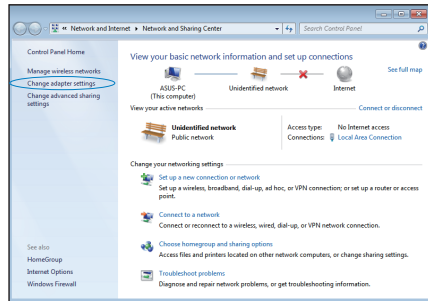 « Network and Internet ▸ Network and Sharing Center
Search Control Panel
Control Panel Home
Manage wireless networks
Change adapter settings
Change advanced sharing
settings
See also
HomeGroup
Internet Options
Windows Firewall
View your basic network information and set up connections
See full map
ASUS-PC
(This computer)
Unidentified network
Internet
View your active networks
Connect or disconnect
Unidentified network
Public network
Access type: No Internet access
Connections: Local Area Connection
Change your networking settings
Set up a new connection or network
Set up a wireless, broadband, dial-up, ad hoc, or VPN connection; or set up a router or access
point.
Connect to a network
Connect or reconnect to a wireless, wired, dial-up, or VPN network connection.
Choose homegroup and sharing options
Access files and printers located on other network computers, or change sharing settings.
Troubleshoot problems
Diagnose and repair network problems, or get troubleshooting information.